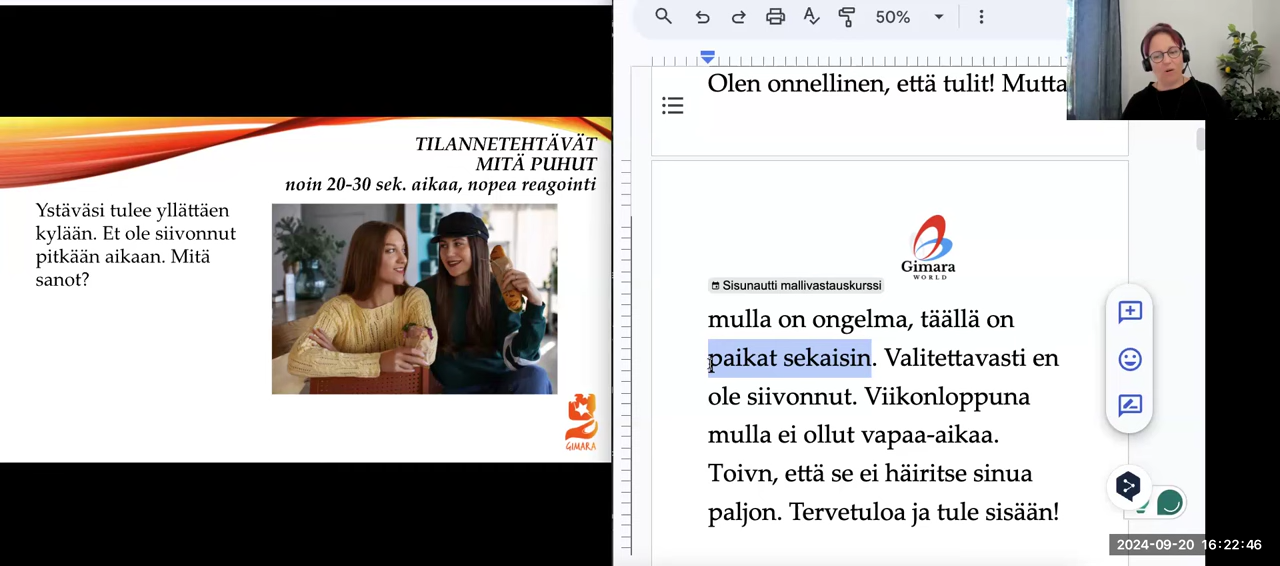 TILANNETEHTÄVÄT
MITÄ PUHUT
noin 20-30 sek. aikaa, nopea reagointi
Ystäväsi tulee yllättäen
kylään. Et ole siivonnut
pitkään aikaan. Mitä
sanot?
GIMARA
50%
Olen onnellinen, että tulit! Mutta
Gimara
WORLD
Sisunautti mallivastauskurssi
mulla on ongelma, täällä on
paikat sekaisin. Valitettavasti en
ole siivonnut. Viikonloppuna
mulla ei ollut vapaa-aikaa.
Toivn, että se ei häiritse sinua
paljon. Tervetuloa ja tule sisään!
2024-09-20 16:22:46